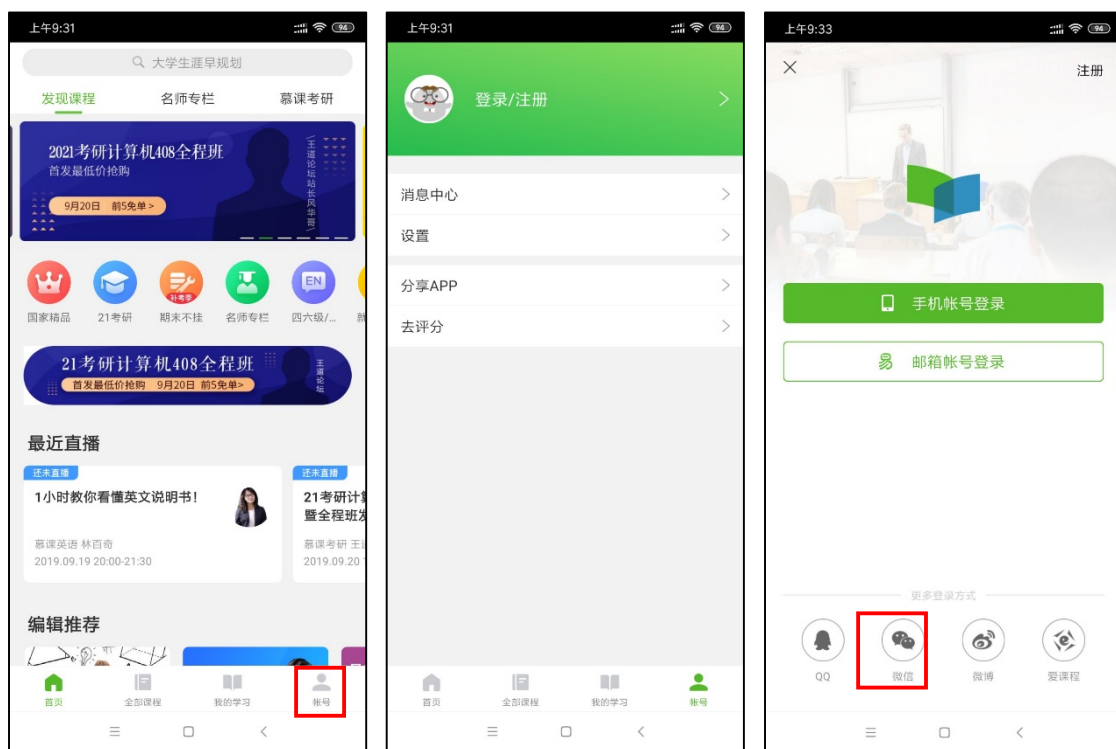 上午9:31
94
大学生涯早规划
发现课程
名师专栏
慕课考研
2021考研计算机408全程班
首发最低价抢购
9月20日 前5免单>
王道论坛站长风华哥
国家精品
21考研
补考季
期末不挂
名师专栏
EN
四六级/...
21考研计算机408全程班
首发最低价抢购 9月20日 前5免单>
王道论坛
最近直播
还未直播
1小时教你看懂英文说明书!
慕课英语 林百奇
2019.09.19 20:00-21:30
还未直播
21考研计算
暨全程班发
慕课考研 王道
2019.09.20
编辑推荐
首页
全部课程
我的学习
帐号
上午9:31
94
登录/注册
消息中心
设置
分享APP
去评分
首页
全部课程
我的学习
帐号
上午9:33
94
注册
手机帐号登录
易 邮箱帐号登录
更多登录方式
QQ
微信
微博
爱课程